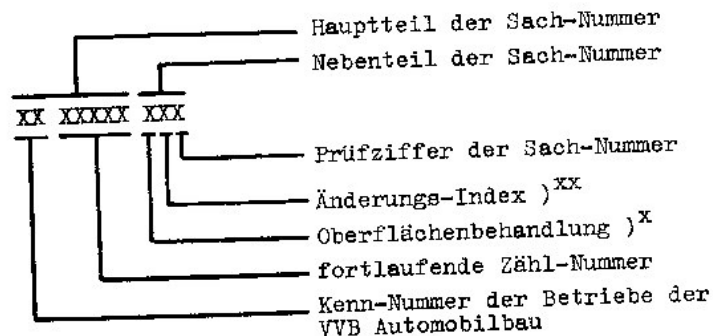 Hauptteil der Sach-Nummer
Nebenteil der Sach-Nummer
XX XXXXX XXX
Prüfziffer der Sach-Nummer
Änderungs-Index )XX
Oberflächenbehandlung )X
fortlaufende Zähl-Nummer
Kenn-Nummer der Betriebe der
VVB Automobilbau